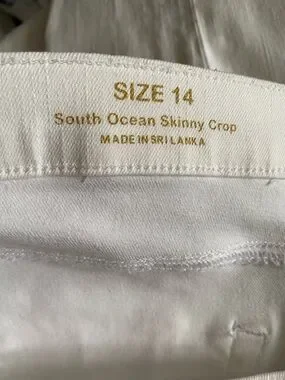 SIZE 14
South Ocean Skinny Crop
MADE IN SRI LANKA